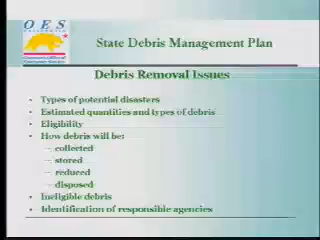 OES
State Debris Management Plan
Debris Removal Issues
• Types of potential disasters
• Estimated quantities and types of debris
• Eligibility
• How debris will be:
– collected
– stored
– reduced
– disposed
• Ineligible debris
• Identification of responsible agencies